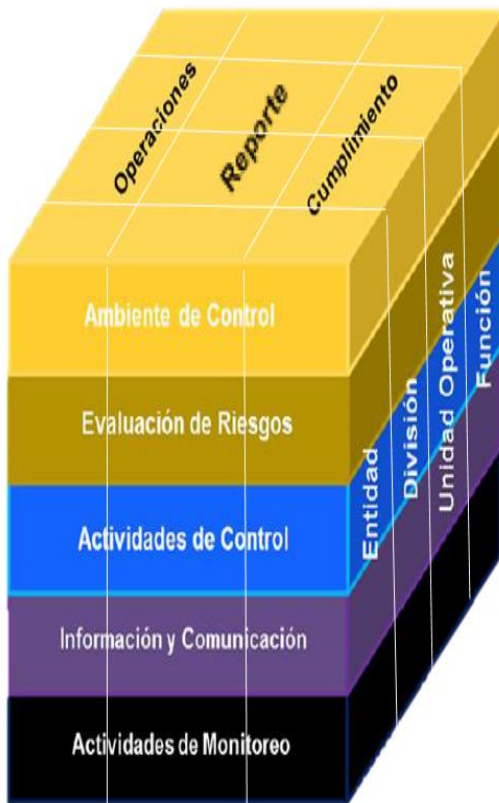 Operaciones
Reporte
Cumplimiento
Ambiente de Control
Evaluación de Riesgos
Actividades de Control
Información y Comunicación
Actividades de Monitoreo
Entidad
División
Unidad Operativa
Función